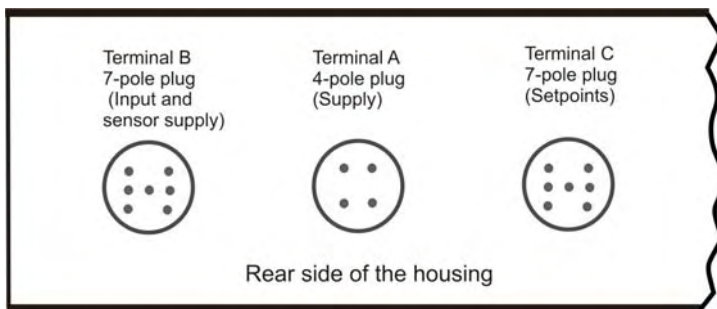 Terminal B
7-pole plug
(Input and
sensor supply)
Terminal A
4-pole plug
(Supply)
Terminal C
7-pole plug
(Setpoints)
Rear side of the housing